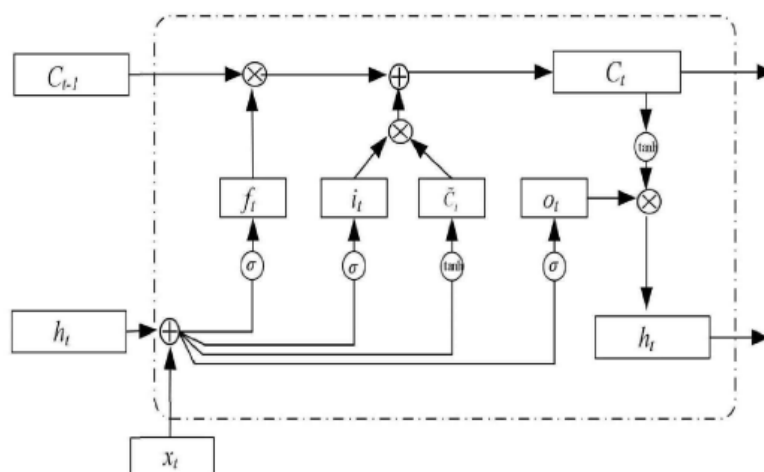 C_{t-1}
C_t
tanh
f_t
i_t
C̃_t
o_t
σ
σ
tanh
σ
h_t
h_t
x_t